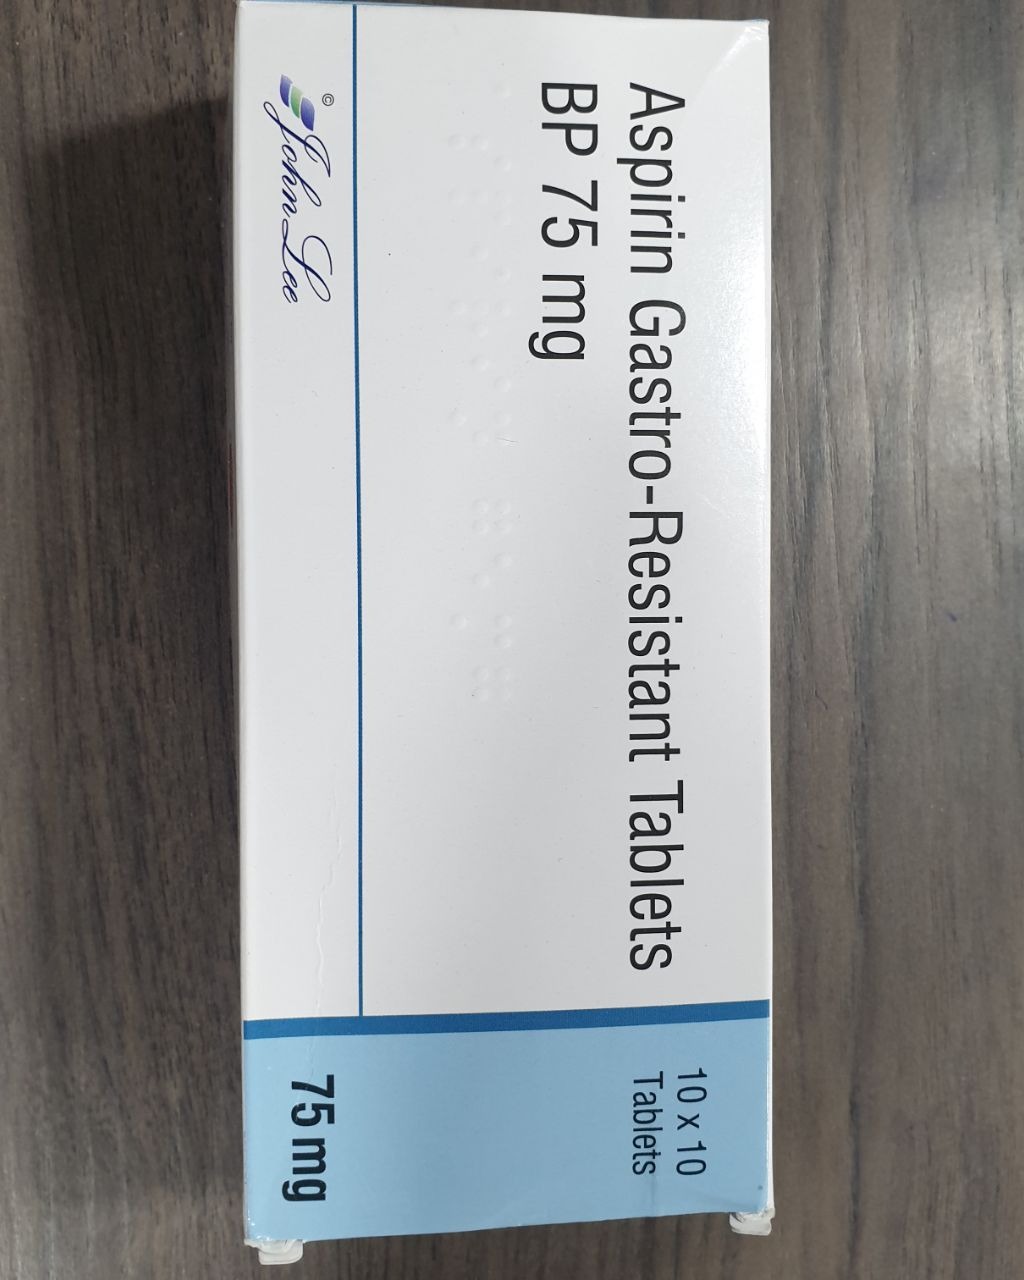 Aspirin Gastro-Resistant Tablets
BP 75 mg
10 x 10
Tablets
©
John Lee
75 mg